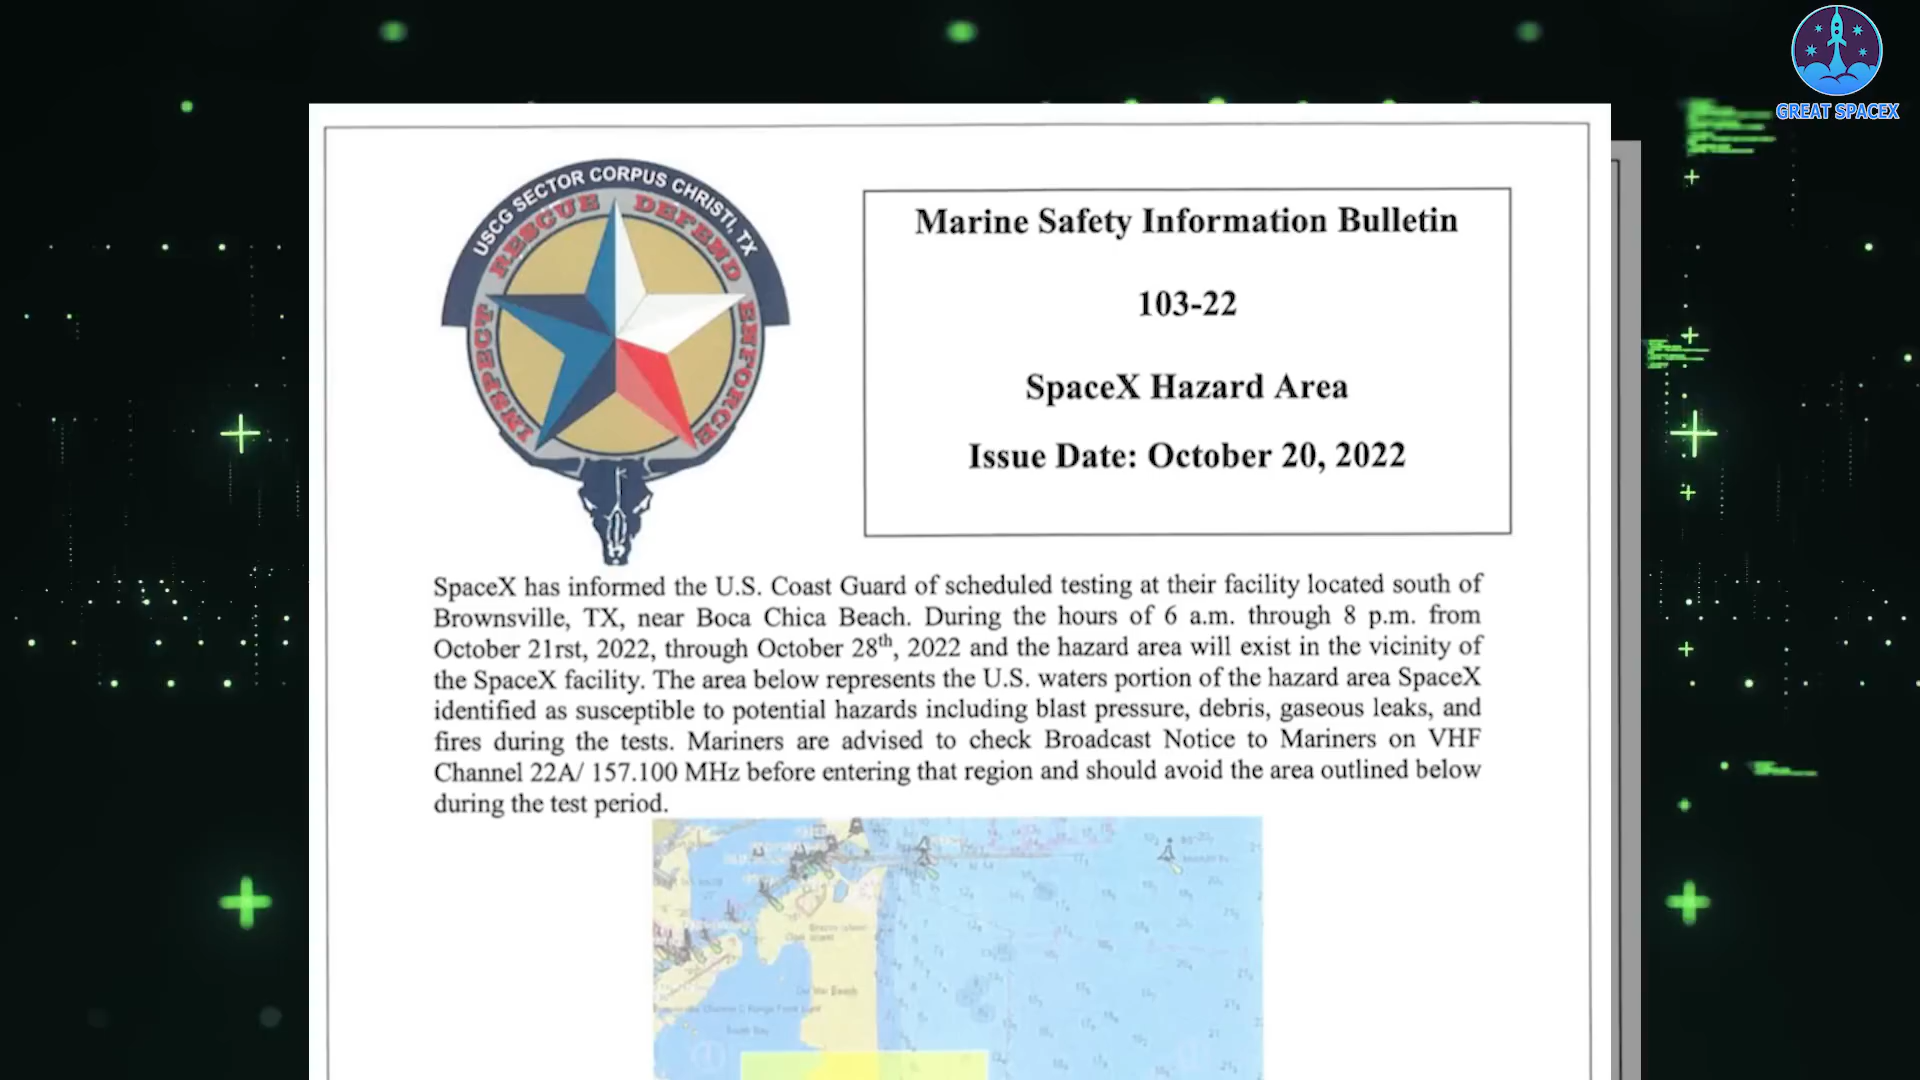 GREAT SPACEX
USCG SECTOR CORPUS CHRISTI, TX
INSPECT RESCUE DEFEND ENFORCE
Marine Safety Information Bulletin
103-22
SpaceX Hazard Area
Issue Date: October 20, 2022
SpaceX has informed the U.S. Coast Guard of scheduled testing at their facility located south of
Brownsville, TX, near Boca Chica Beach. During the hours of 6 a.m. through 8 p.m. from
October 21rst, 2022, through October 28th, 2022 and the hazard area will exist in the vicinity of
the SpaceX facility. The area below represents the U.S. waters portion of the hazard area SpaceX
identified as susceptible to potential hazards including blast pressure, debris, gaseous leaks, and
fires during the tests. Mariners are advised to check Broadcast Notice to Mariners on VHF
Channel 22A/ 157.100 MHz before entering that region and should avoid the area outlined below
during the test period.